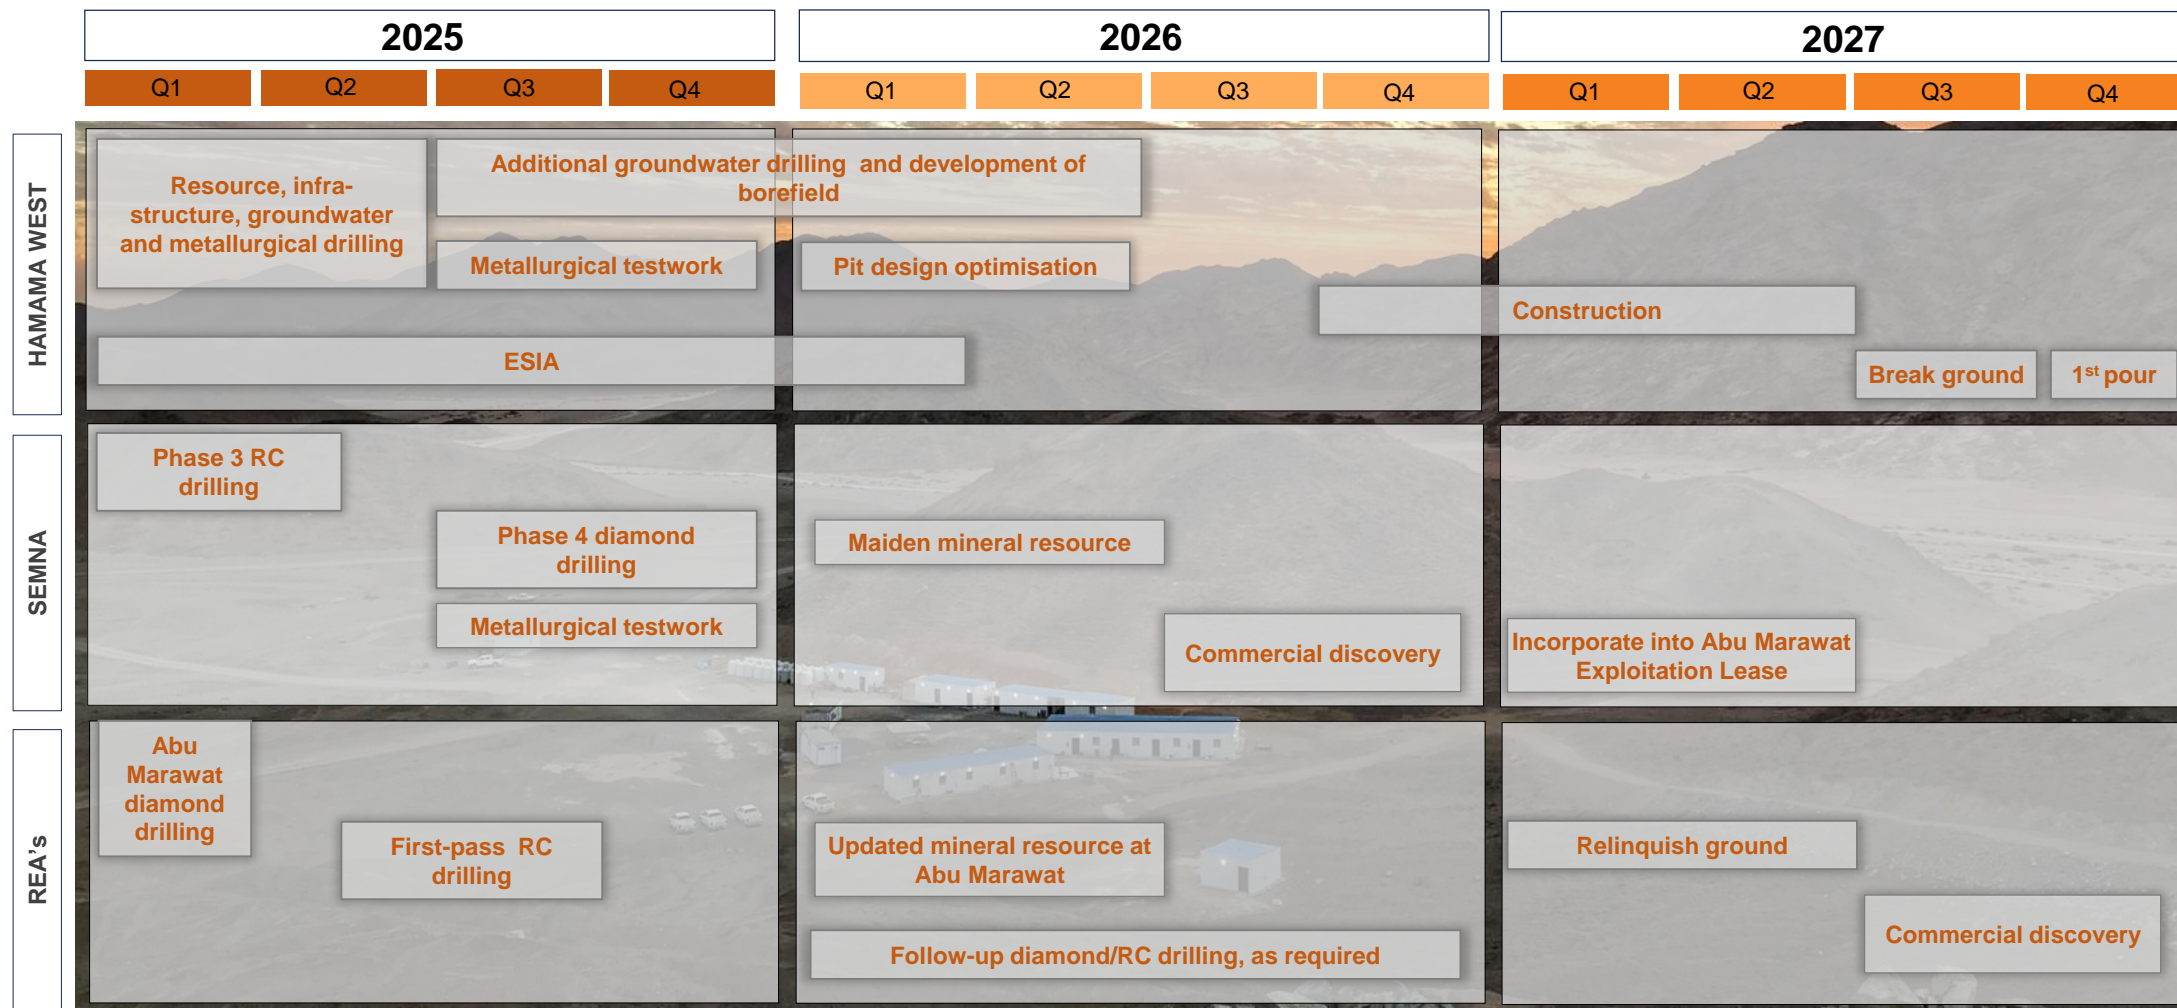 2025
2026
2027
Q1
Q2
Q3
Q4
Q1
Q2
Q3
Q4
Q1
Q2
Q3
Q4
HAMAMA WEST
Resource, infra-
structure, groundwater
and metallurgical drilling
Additional groundwater drilling and development of
borefield
Metallurgical testwork
Pit design optimisation
Construction
ESIA
Break ground
1st pour
SEMNA
Phase 3 RC
drilling
Phase 4 diamond
drilling
Metallurgical testwork
Maiden mineral resource
Commercial discovery
Incorporate into Abu Marawat
Exploitation Lease
REA's
Abu
Marawat
diamond
drilling
First-pass RC
drilling
Updated mineral resource at
Abu Marawat
Follow-up diamond/RC drilling, as required
Relinquish ground
Commercial discovery